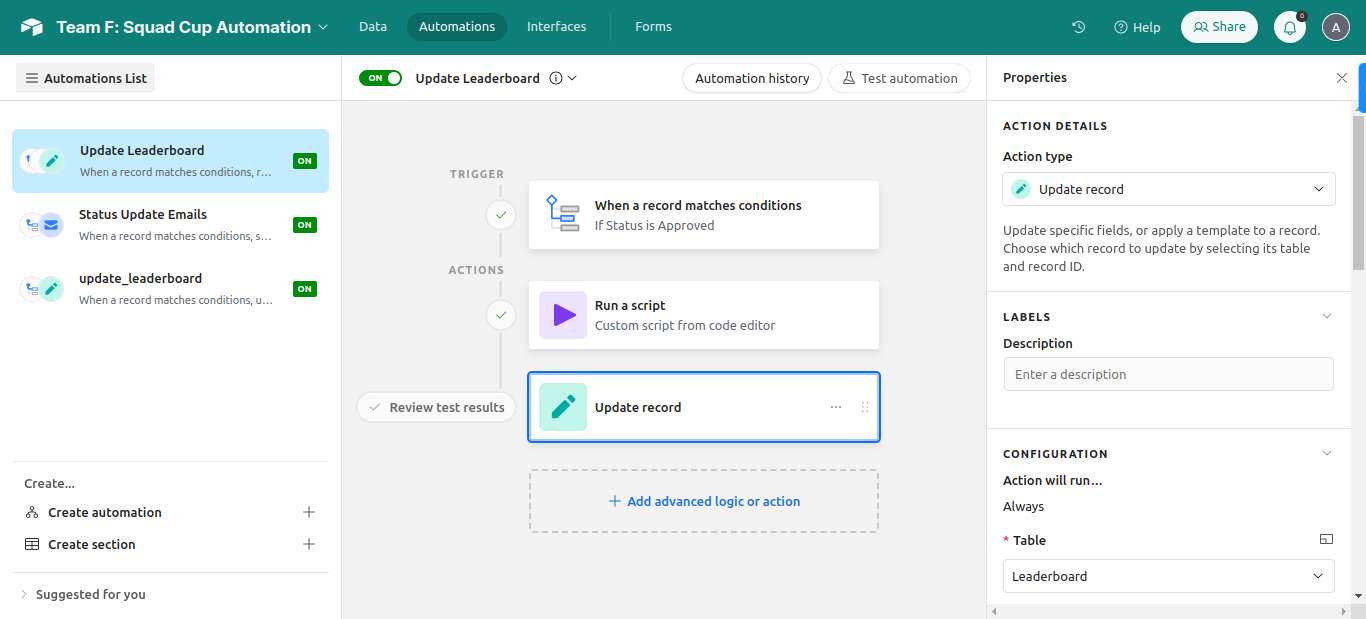 Team F: Squad Cup Automation
Data
Automations
Interfaces
Forms
Help
Share
6
A
Automations List
ON
Update Leaderboard
Automation history
Test automation
Properties
Update Leaderboard
When a record matches conditions, r...
ON
Status Update Emails
When a record matches conditions, s...
ON
update_leaderboard
When a record matches conditions, u...
ON
Create...
Create automation
Create section
Suggested for you
TRIGGER
When a record matches conditions
If Status is Approved
ACTIONS
Run a script
Custom script from code editor
Review test results
Update record
Add advanced logic or action
ACTION DETAILS
Action type
Update record
Update specific fields, or apply a template to a record.
Choose which record to update by selecting its table
and record ID.
LABELS
Description
Enter a description
CONFIGURATION
Action will run...
Always
* Table
Leaderboard